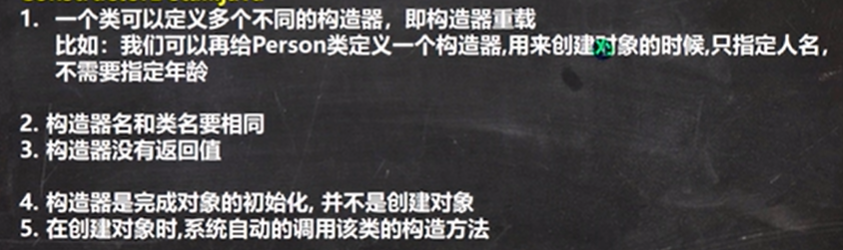 1. 一个类可以定义多个不同的构造器，即构造器重载
比如：我们可以再给Person类定义一个构造器,用来创建对象的时候,只指定人名，
不需要指定年龄
2. 构造器名和类名要相同
3. 构造器没有返回值
4. 构造器是完成对象的初始化, 并不是创建对象
5. 在创建对象时,系统自动的调用该类的构造方法